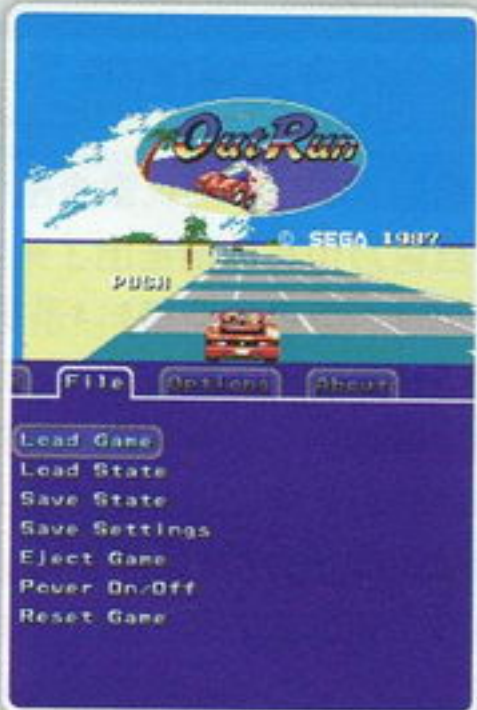 OutRun
© SEGA 1987
PUSH
File Options About
Load Game
Load State
Save State
Save Settings
Eject Game
Power On/Off
Reset Game